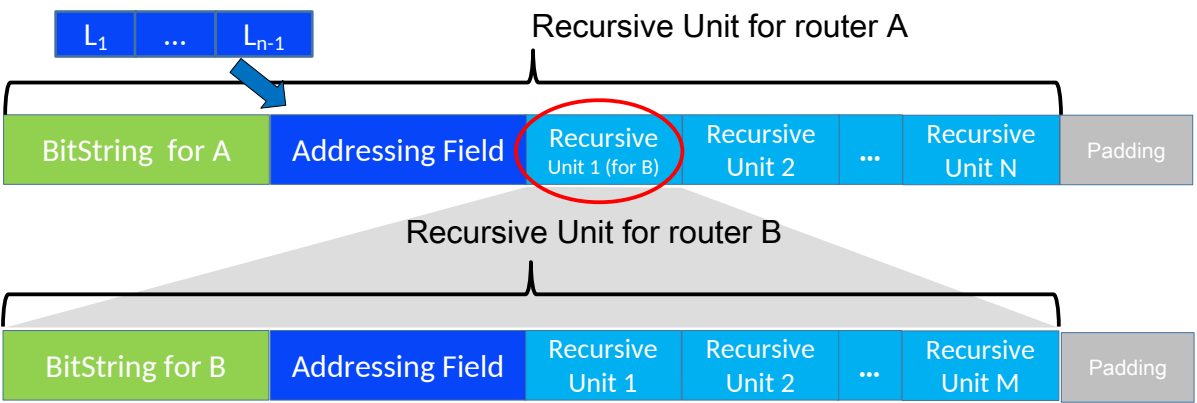 L1 ... Ln-1
Recursive Unit for router A
BitString for A Addressing Field Recursive Unit 1 (for B) Recursive Unit 2 ... Recursive Unit N Padding
Recursive Unit for router B
BitString for B Addressing Field Recursive Unit 1 Recursive Unit 2 ... Recursive Unit M Padding